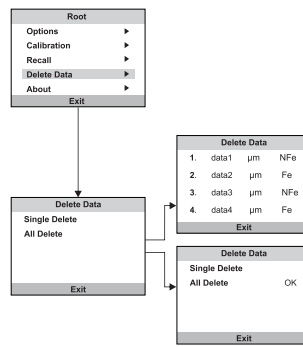 Root
Options
Calibration
Recall
Delete Data
About
Exit
Delete Data
Single Delete
All Delete
Exit
Delete Data
1. data1 μm NFe
2. data2 μm Fe
3. data3 μm NFe
4. data4 μm Fe
Exit
Delete Data
Single Delete
All Delete OK
Exit